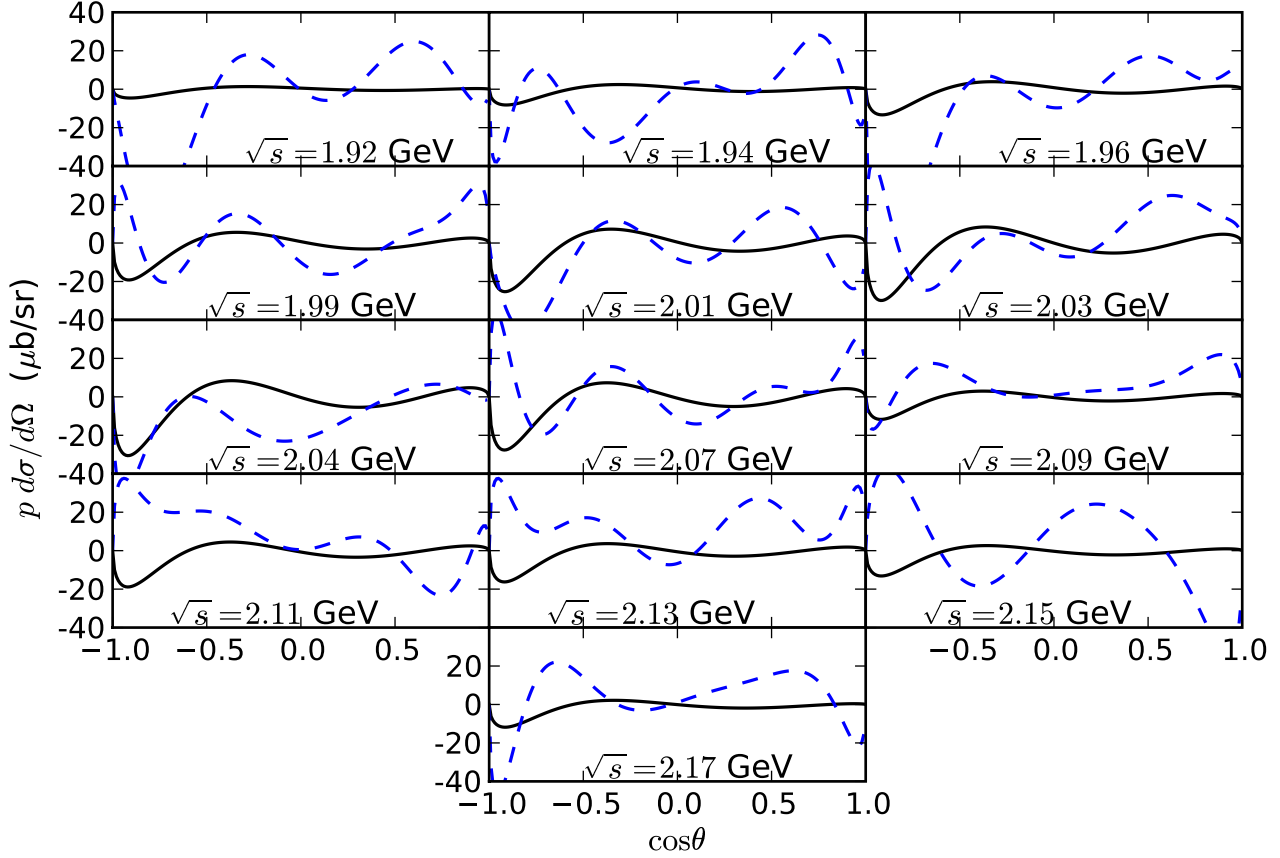 40
20
0
-20
-40
√s =1.92 GeV
√s =1.94 GeV
√s =1.96 GeV
20
0
-20
-40
√s =1.99 GeV
√s =2.01 GeV
√s =2.03 GeV
p dσ/dΩ (μb/sr)
20
0
-20
-40
√s =2.04 GeV
√s =2.07 GeV
√s =2.09 GeV
20
0
-20
-40
√s =2.11 GeV
√s =2.13 GeV
√s =2.15 GeV
−1.0 −0.5 0.0 0.5
−0.5 0.0 0.5 1.0
20
0
-20
-40
√s =2.17 GeV
−1.0 −0.5 0.0 0.5 1.0
cosθ